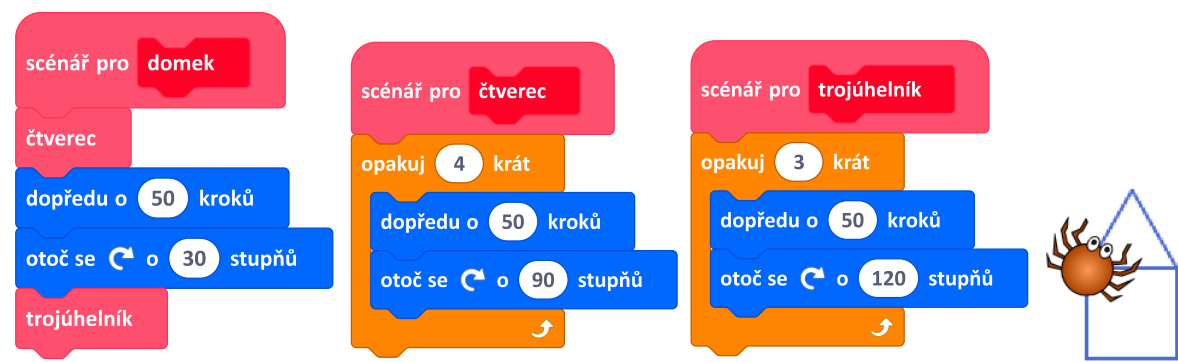 scénář pro domek
čtverec
dopředu o 50 kroků
otoč se o 30 stupňů
trojúhelník
scénář pro čtverec
opakuj 4 krát
dopředu o 50 kroků
otoč se o 90 stupňů
scénář pro trojúhelník
opakuj 3 krát
dopředu o 50 kroků
otoč se o 120 stupňů